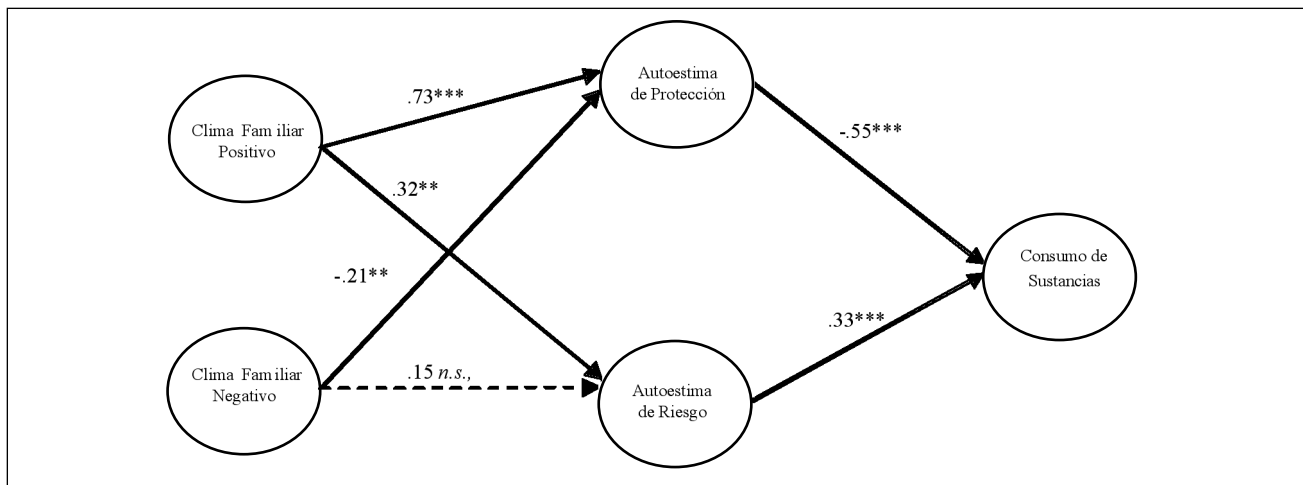 Autoestima
de Protección
.73***
Clima Familiar
Positivo
-.55***
.32**
Consumo de
Sustancias
-.21**
.33***
Clima Familiar
Negativo
.15 n.s.,
Autoestima
de Riesgo